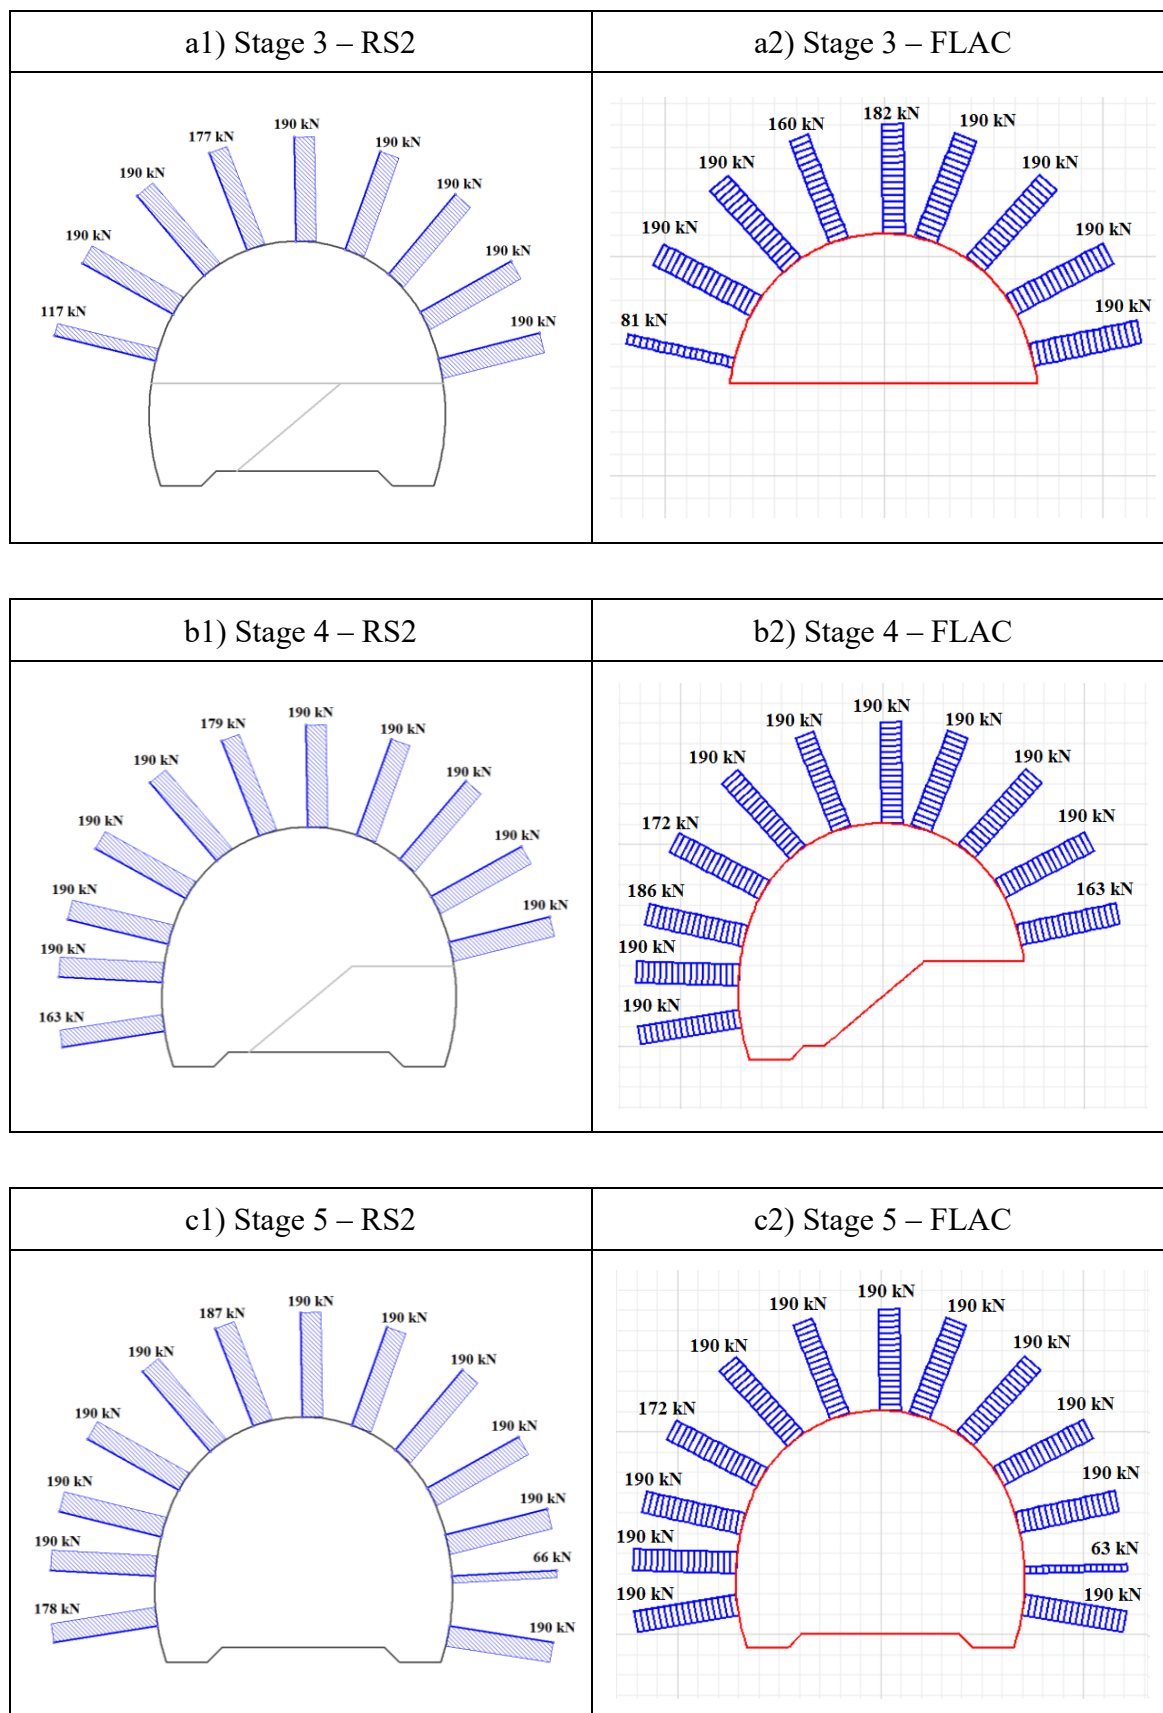 a1) Stage 3 – RS2
a2) Stage 3 – FLAC
190 kN
177 kN
190 kN
190 kN
190 kN
190 kN
190 kN
117 kN
190 kN
182 kN
160 kN
190 kN
190 kN
190 kN
190 kN
190 kN
81 kN
190 kN
b1) Stage 4 – RS2
b2) Stage 4 – FLAC
190 kN
179 kN
190 kN
190 kN
190 kN
190 kN
190 kN
190 kN
190 kN
190 kN
163 kN
190 kN
190 kN
190 kN
190 kN
190 kN
172 kN
190 kN
186 kN
163 kN
190 kN
190 kN
c1) Stage 5 – RS2
c2) Stage 5 – FLAC
190 kN
187 kN
190 kN
190 kN
190 kN
190 kN
190 kN
190 kN
190 kN
190 kN
66 kN
178 kN
190 kN
190 kN
190 kN
190 kN
190 kN
190 kN
172 kN
190 kN
190 kN
190 kN
190 kN
63 kN
190 kN
190 kN